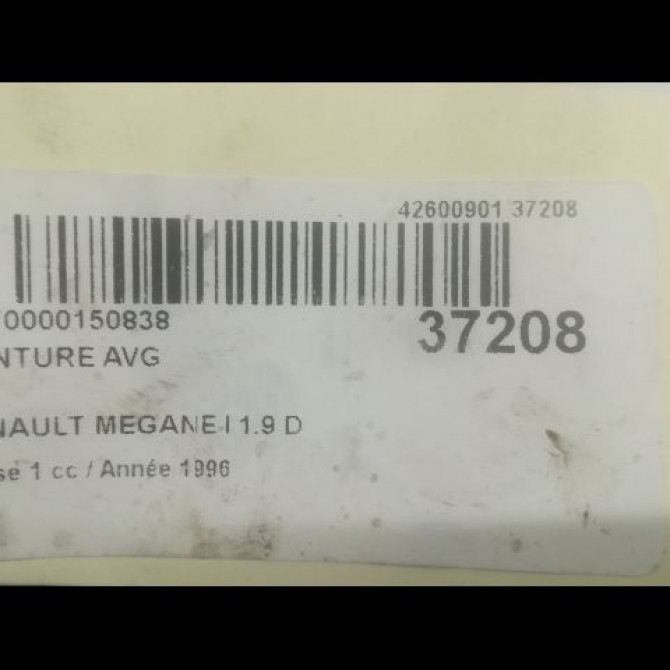 42600901 37208
0000150838
37208
NTURE AVG
NAULT MEGANE I 1.9 D
se 1 cc / Année 1996